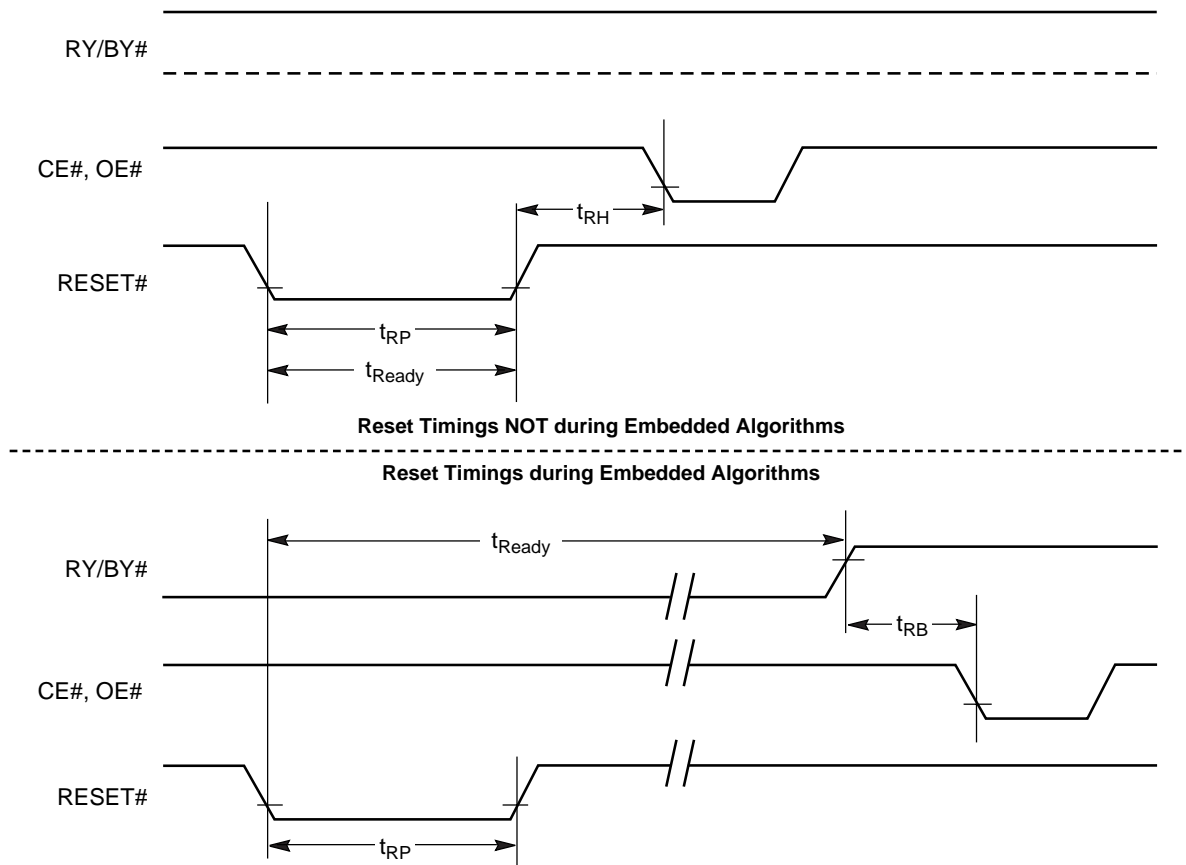 RY/BY#
CE#, OE#
tRH
RESET#
tRP
tReady
Reset Timings NOT during Embedded Algorithms
Reset Timings during Embedded Algorithms
tReady
RY/BY#
tRB
CE#, OE#
RESET#
tRP